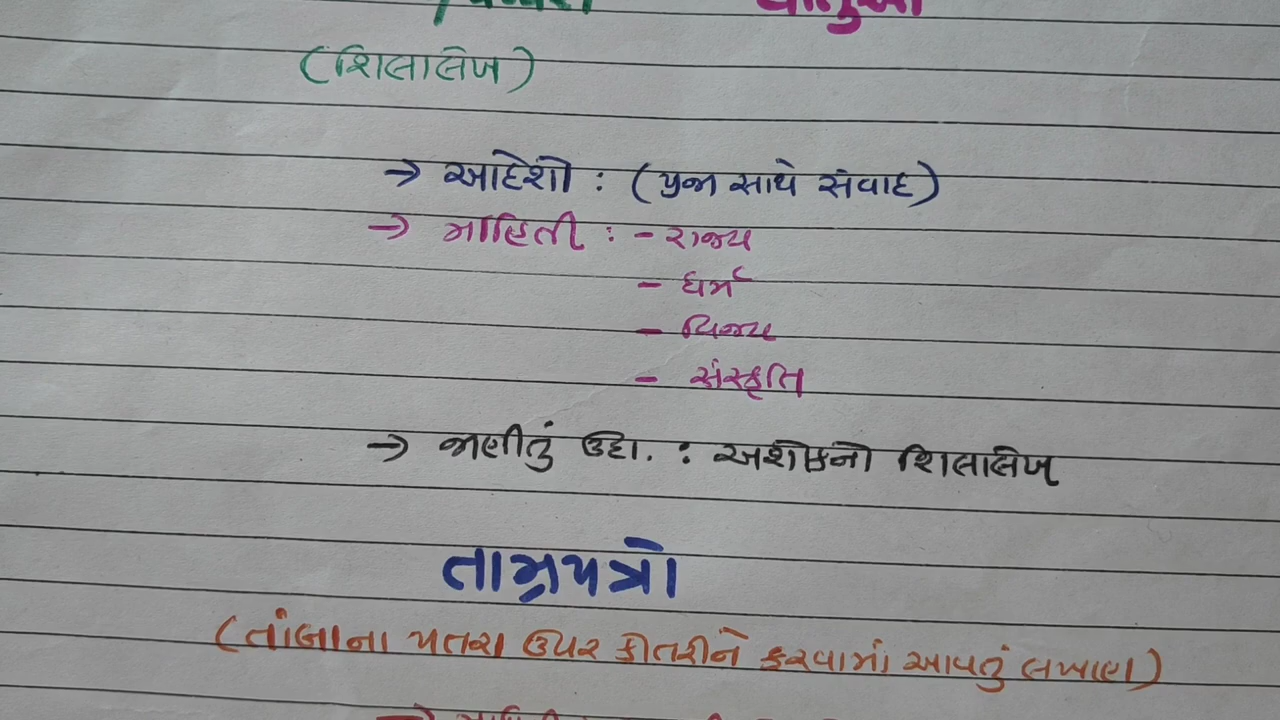 (શિલાલેખ)
→ આદેશો : (પ્રજા સાથે સંવાદ)
→ માહિતી : - રાજ્ય
- ધર્મ
- વિજય
- સંસ્કૃતિ
→ જાણીતું ઉદા. : અશોકનો શિલાલેખ
તામ્રપત્રો
(તાંબાના પતરા ઉપર કોતરીને કરવામાં આવતું લખાણ)